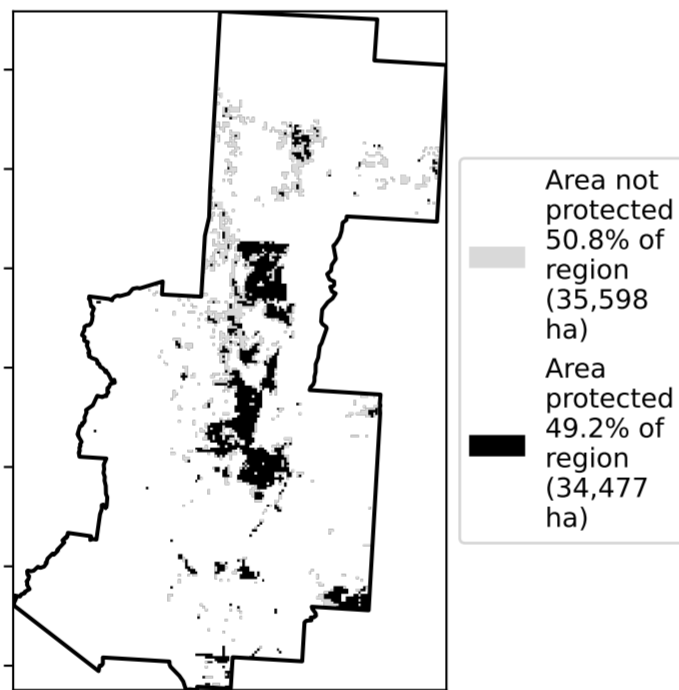 Area not
protected
50.8% of
region
(35,598
ha)
Area
protected
49.2% of
region
(34,477
ha)